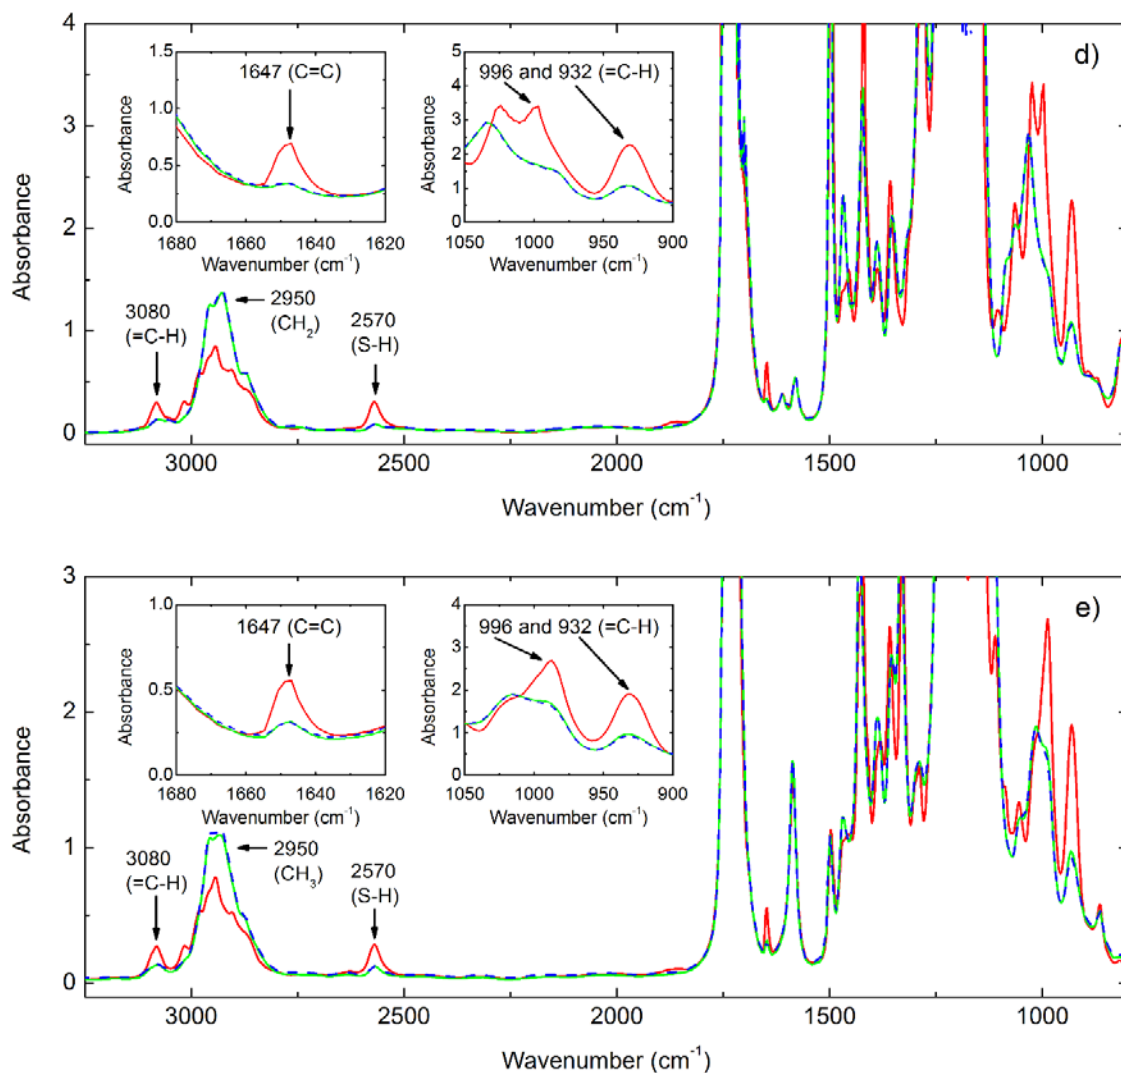 d)
4
3
2
1
0
Absorbance
3000
2500
2000
1500
1000
Wavenumber (cm⁻¹)
1.5
1.0
0.5
0.0
Absorbance
1647 (C=C)
1680
1660
1640
1620
Wavenumber (cm⁻¹)
5
4
3
2
1
0
Absorbance
996 and 932 (=C-H)
1050
1000
950
900
Wavenumber (cm⁻¹)
3080
(=C-H)
2950
(CH₂)
2570
(S-H)
e)
3
2
1
0
Absorbance
3000
2500
2000
1500
1000
Wavenumber (cm⁻¹)
1.0
0.5
0.0
Absorbance
1647 (C=C)
1680
1660
1640
1620
Wavenumber (cm⁻¹)
4
3
2
1
0
Absorbance
996 and 932 (=C-H)
1050
1000
950
900
Wavenumber (cm⁻¹)
3080
(=C-H)
2950
(CH₃)
2570
(S-H)